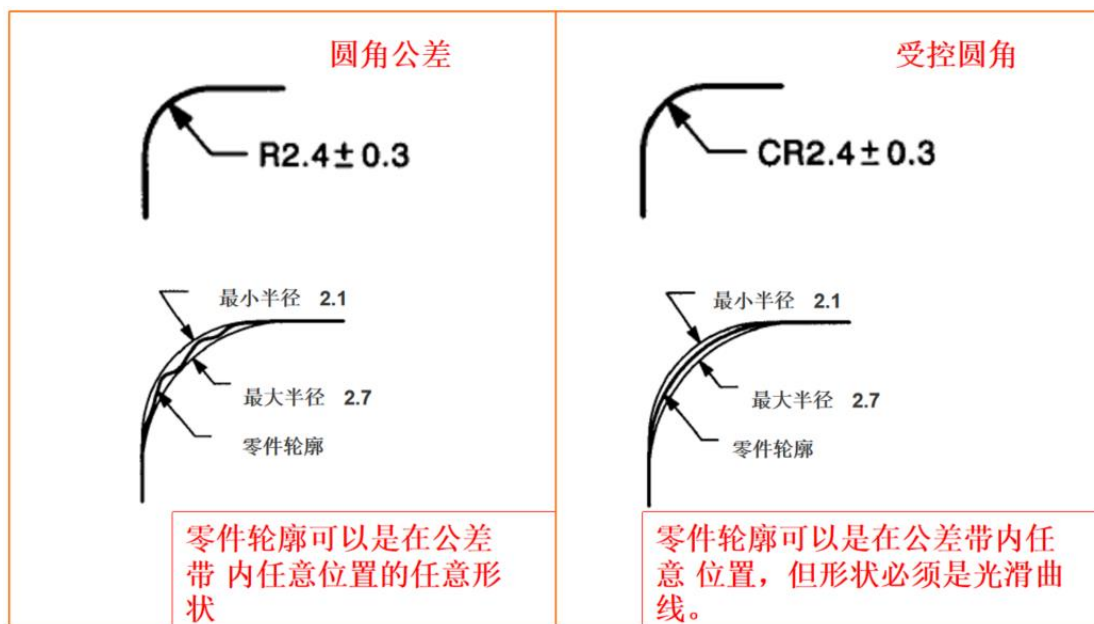 圆角公差
R2.4±0.3
最小半径 2.1
最大半径 2.7
零件轮廓
零件轮廓可以是在公差
带 内任意位置的任意形
状
受控圆角
CR2.4±0.3
最小半径 2.1
最大半径 2.7
零件轮廓
零件轮廓可以是在公差带内任
意 位置，但形状必须是光滑曲
线。